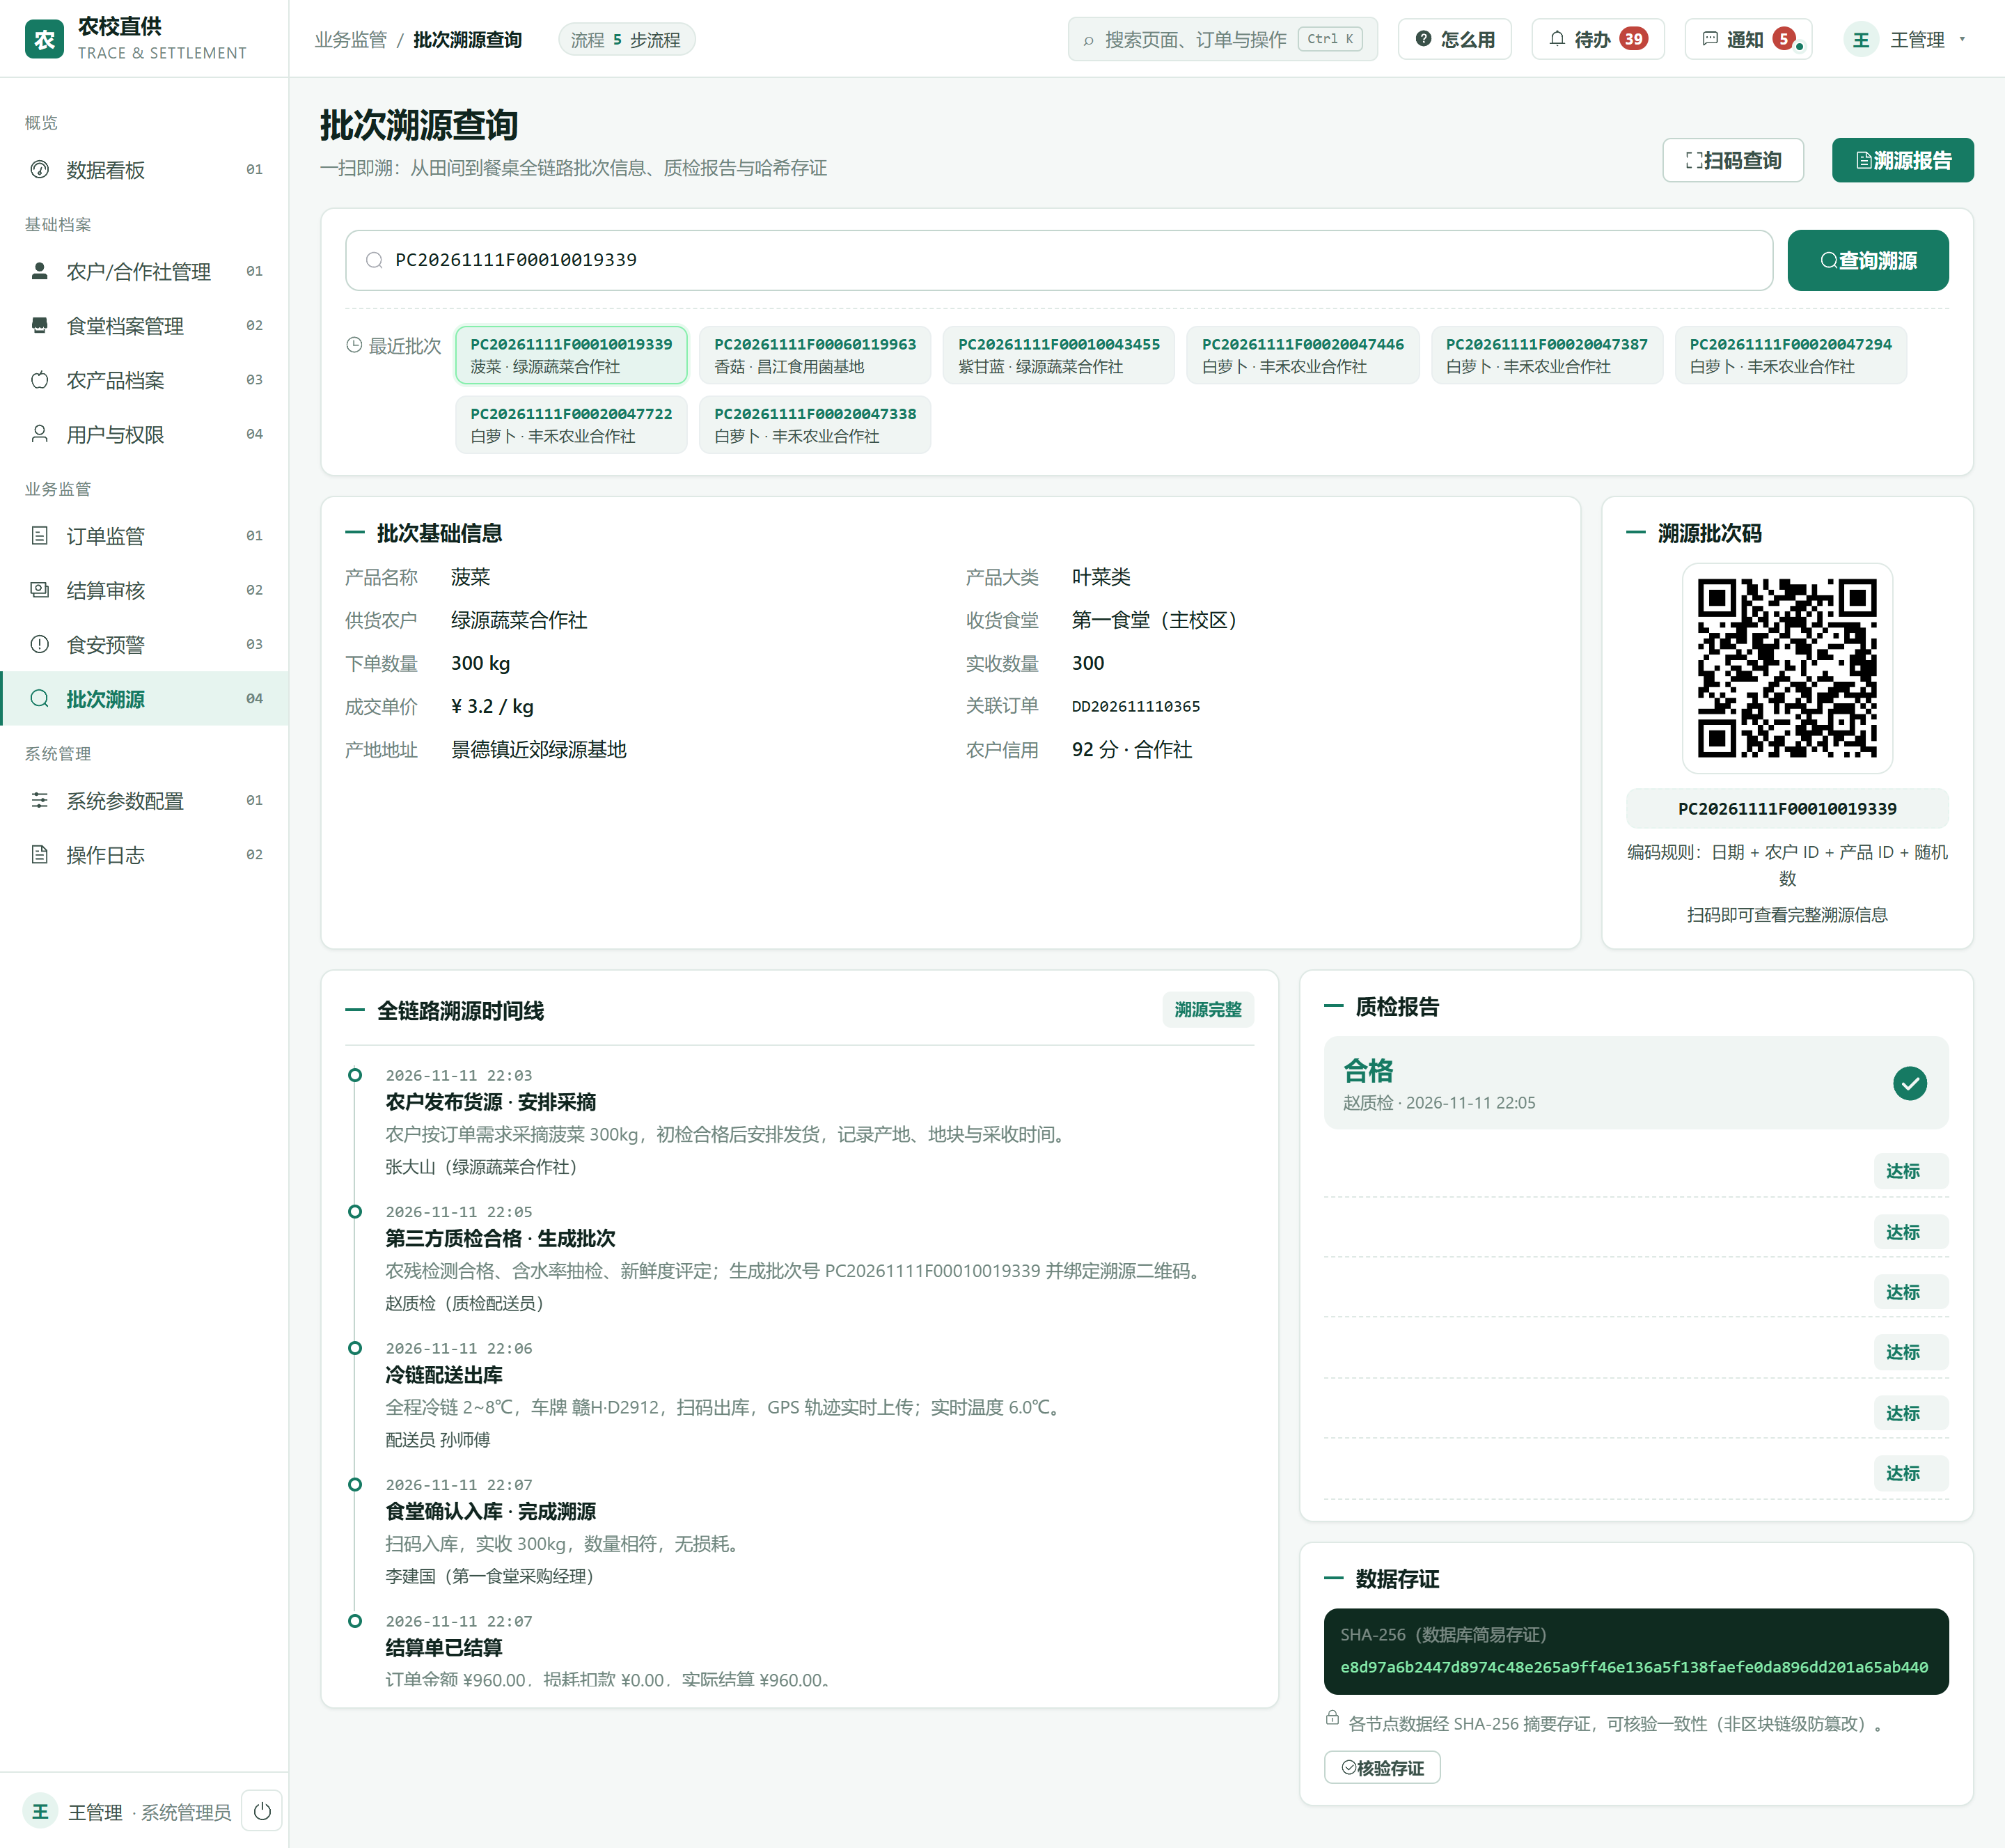 农
农校直供
TRACE & SETTLEMENT
业务监管 / 批次溯源查询
流程 5 步流程
搜索页面、订单与操作 Ctrl K
怎么用
待办 39
通知 5
王 王管理
概览
数据看板 01
基础档案
农户/合作社管理 01
食堂档案管理 02
农产品档案 03
用户与权限 04
业务监管
订单监管 01
结算审核 02
食安预警 03
批次溯源 04
系统管理
系统参数配置 01
操作日志 02
王 王管理 · 系统管理员
批次溯源查询
一扫即溯：从田间到餐桌全链路批次信息、质检报告与哈希存证
扫码查询
溯源报告
PC20261111F00010019339
查询溯源
最近批次
PC20261111F00010019339
菠菜 · 绿源蔬菜合作社
PC20261111F00060119963
香菇 · 昌江食用菌基地
PC20261111F00010043455
紫甘蓝 · 绿源蔬菜合作社
PC20261111F00020047446
白萝卜 · 丰禾农业合作社
PC20261111F00020047387
白萝卜 · 丰禾农业合作社
PC20261111F00020047294
白萝卜 · 丰禾农业合作社
PC20261111F00020047722
白萝卜 · 丰禾农业合作社
PC20261111F00020047338
白萝卜 · 丰禾农业合作社
批次基础信息
产品名称 菠菜
产品大类 叶菜类
供货农户 绿源蔬菜合作社
收货食堂 第一食堂（主校区）
下单数量 300 kg
实收数量 300
成交单价 ¥ 3.2 / kg
关联订单 DD202611110365
产地地址 景德镇近郊绿源基地
农户信用 92 分 · 合作社
溯源批次码
PC20261111F00010019339
编码规则：日期 + 农户 ID + 产品 ID + 随机
数
扫码即可查看完整溯源信息
全链路溯源时间线
溯源完整
2026-11-11 22:03
农户发布货源 · 安排采摘
农户按订单需求采摘菠菜 300kg，初检合格后安排发货，记录产地、地块与采收时间。
张大山（绿源蔬菜合作社）
2026-11-11 22:05
第三方质检合格 · 生成批次
农残检测合格、含水率抽检、新鲜度评定；生成批次号 PC20261111F00010019339 并绑定溯源二维码。
赵质检（质检配送员）
2026-11-11 22:06
冷链配送出库
全程冷链 2~8℃，车牌 赣H·D2912，扫码出库，GPS 轨迹实时上传；实时温度 6.0℃。
配送员 孙师傅
2026-11-11 22:07
食堂确认入库 · 完成溯源
扫码入库，实收 300kg，数量相符，无损耗。
李建国（第一食堂采购经理）
2026-11-11 22:07
结算单已结算
订单金额 ¥960.00，损耗扣款 ¥0.00，实际结算 ¥960.00。
质检报告
合格
赵质检 · 2026-11-11 22:05
达标
达标
达标
达标
达标
达标
数据存证
SHA-256（数据库简易存证）
e8d97a6b2447d8974c48e265a9ff46e136a5f138faefe0da896dd201a65ab440
各节点数据经 SHA-256 摘要存证，可核验一致性（非区块链级防篡改）。
核验存证